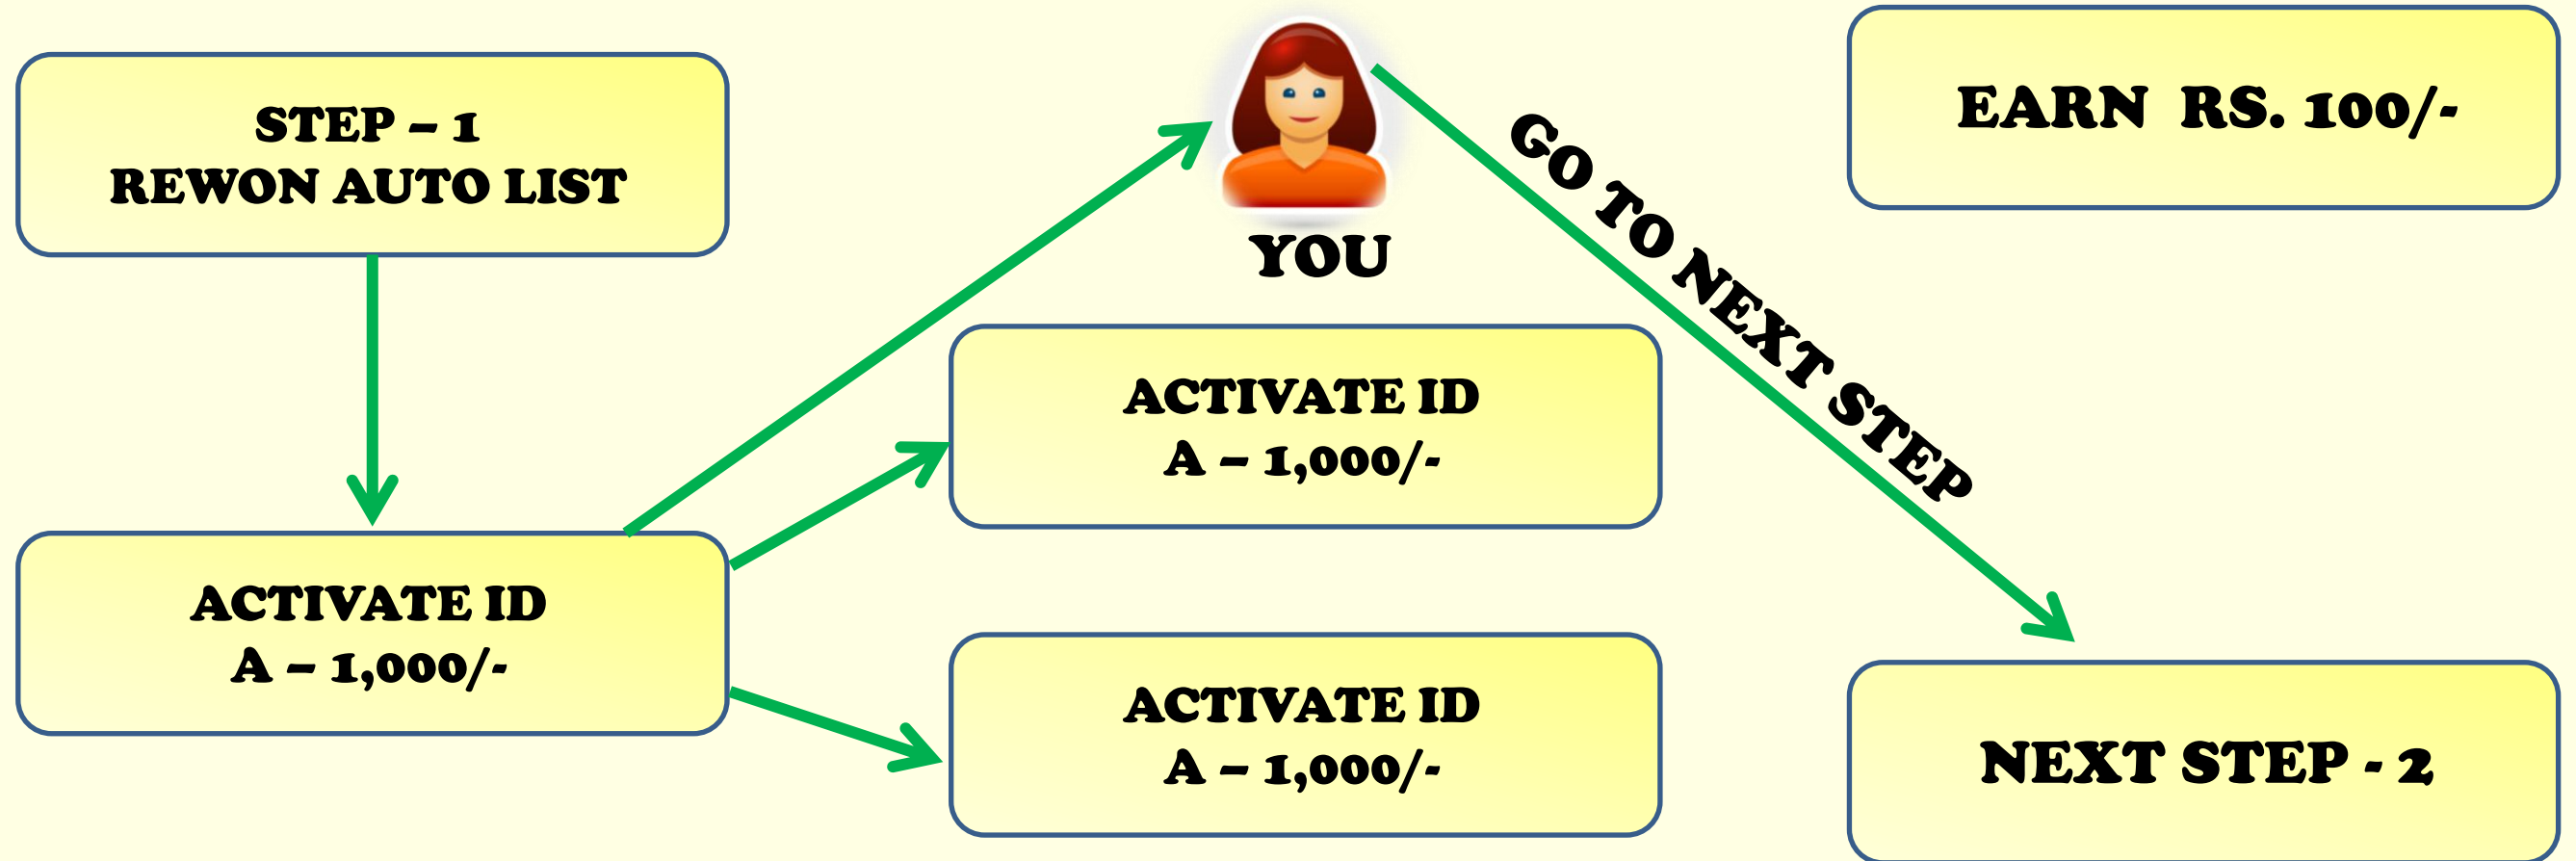 STEP – 1
REWON AUTO LIST
YOU
EARN RS. 100/-
GO TO NEXT STEP
ACTIVATE ID
A – 1,000/-
ACTIVATE ID
A – 1,000/-
ACTIVATE ID
A – 1,000/-
NEXT STEP - 2